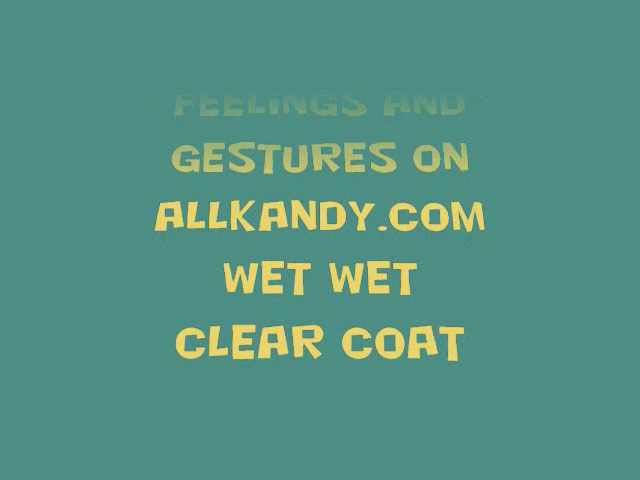 FEELINGS AND
GESTURES ON
ALLKANDY.COM
WET WET
CLEAR COAT